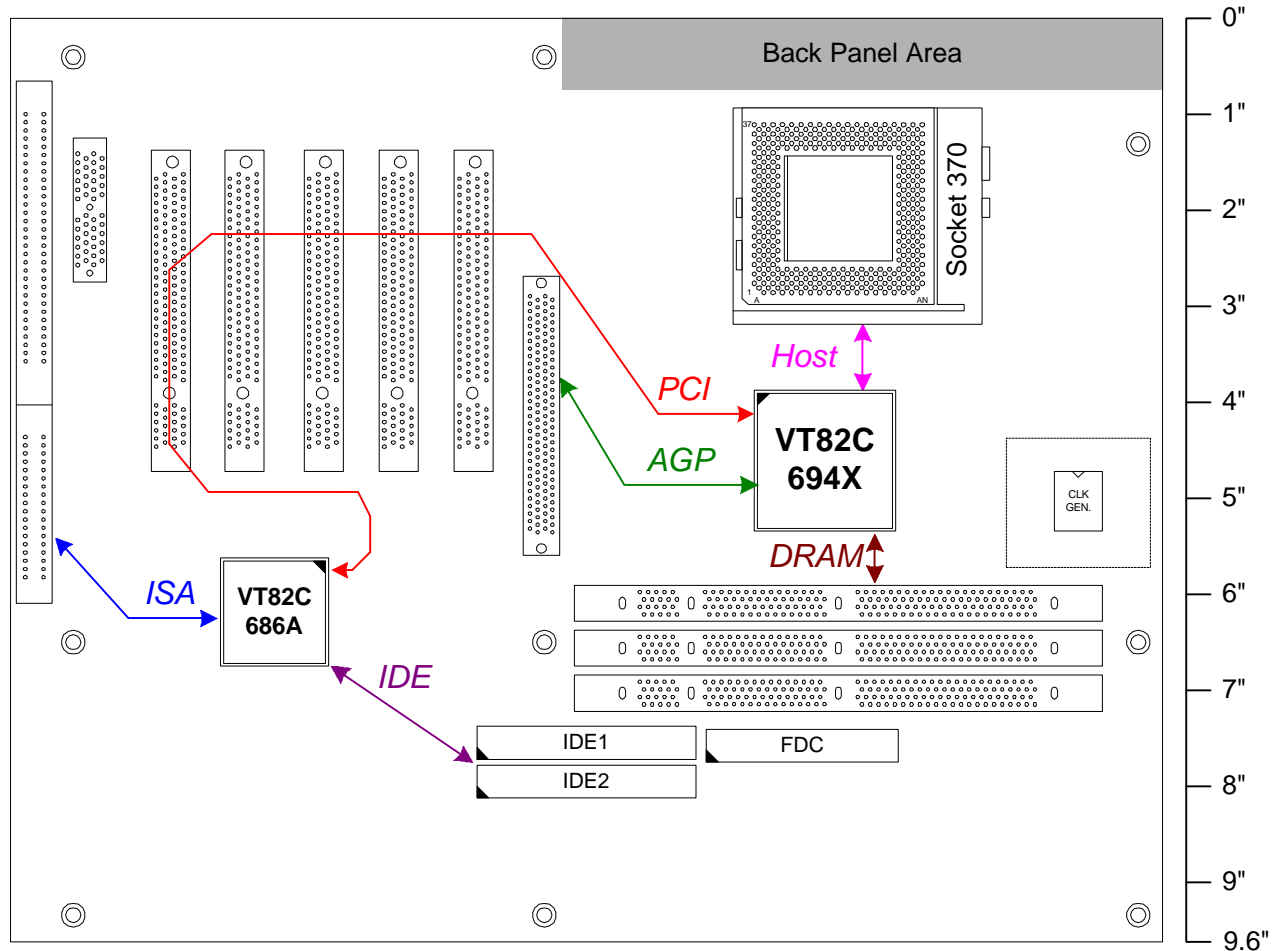 Back Panel Area
0"
1"
2"
3"
4"
5"
6"
7"
8"
9"
9.6"
37
1
A
AN
Socket 370
Host
PCI
AGP
VT82C
694X
CLK
GEN.
DRAM
ISA
VT82C
686A
IDE
IDE1
IDE2
FDC